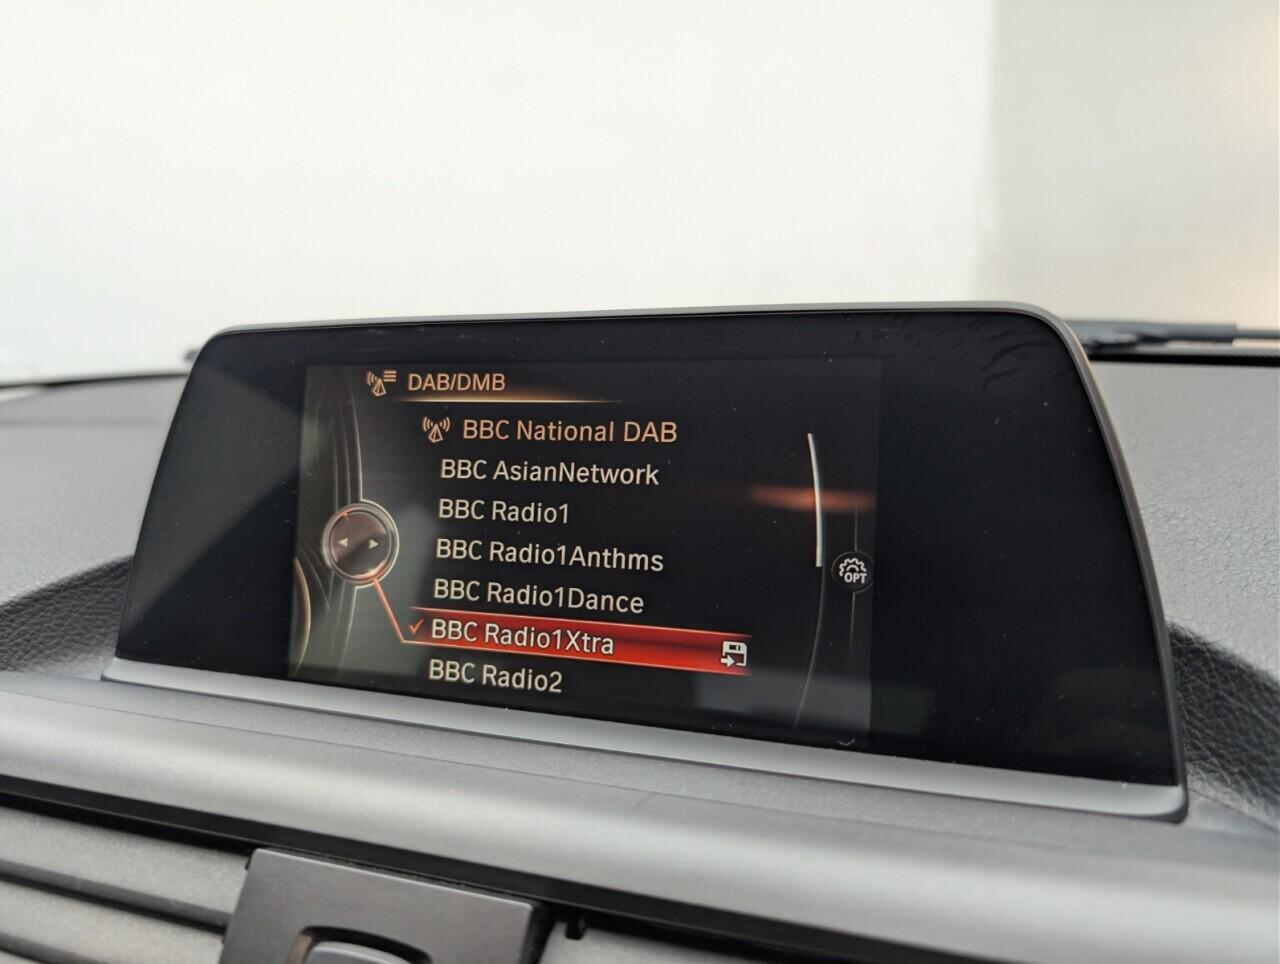 DAB/DMB
BBC National DAB
BBC AsianNetwork
BBC Radio1
BBC Radio1Anthms
BBC Radio1Dance
OPT
BBC Radio1Xtra
BBC Radio2